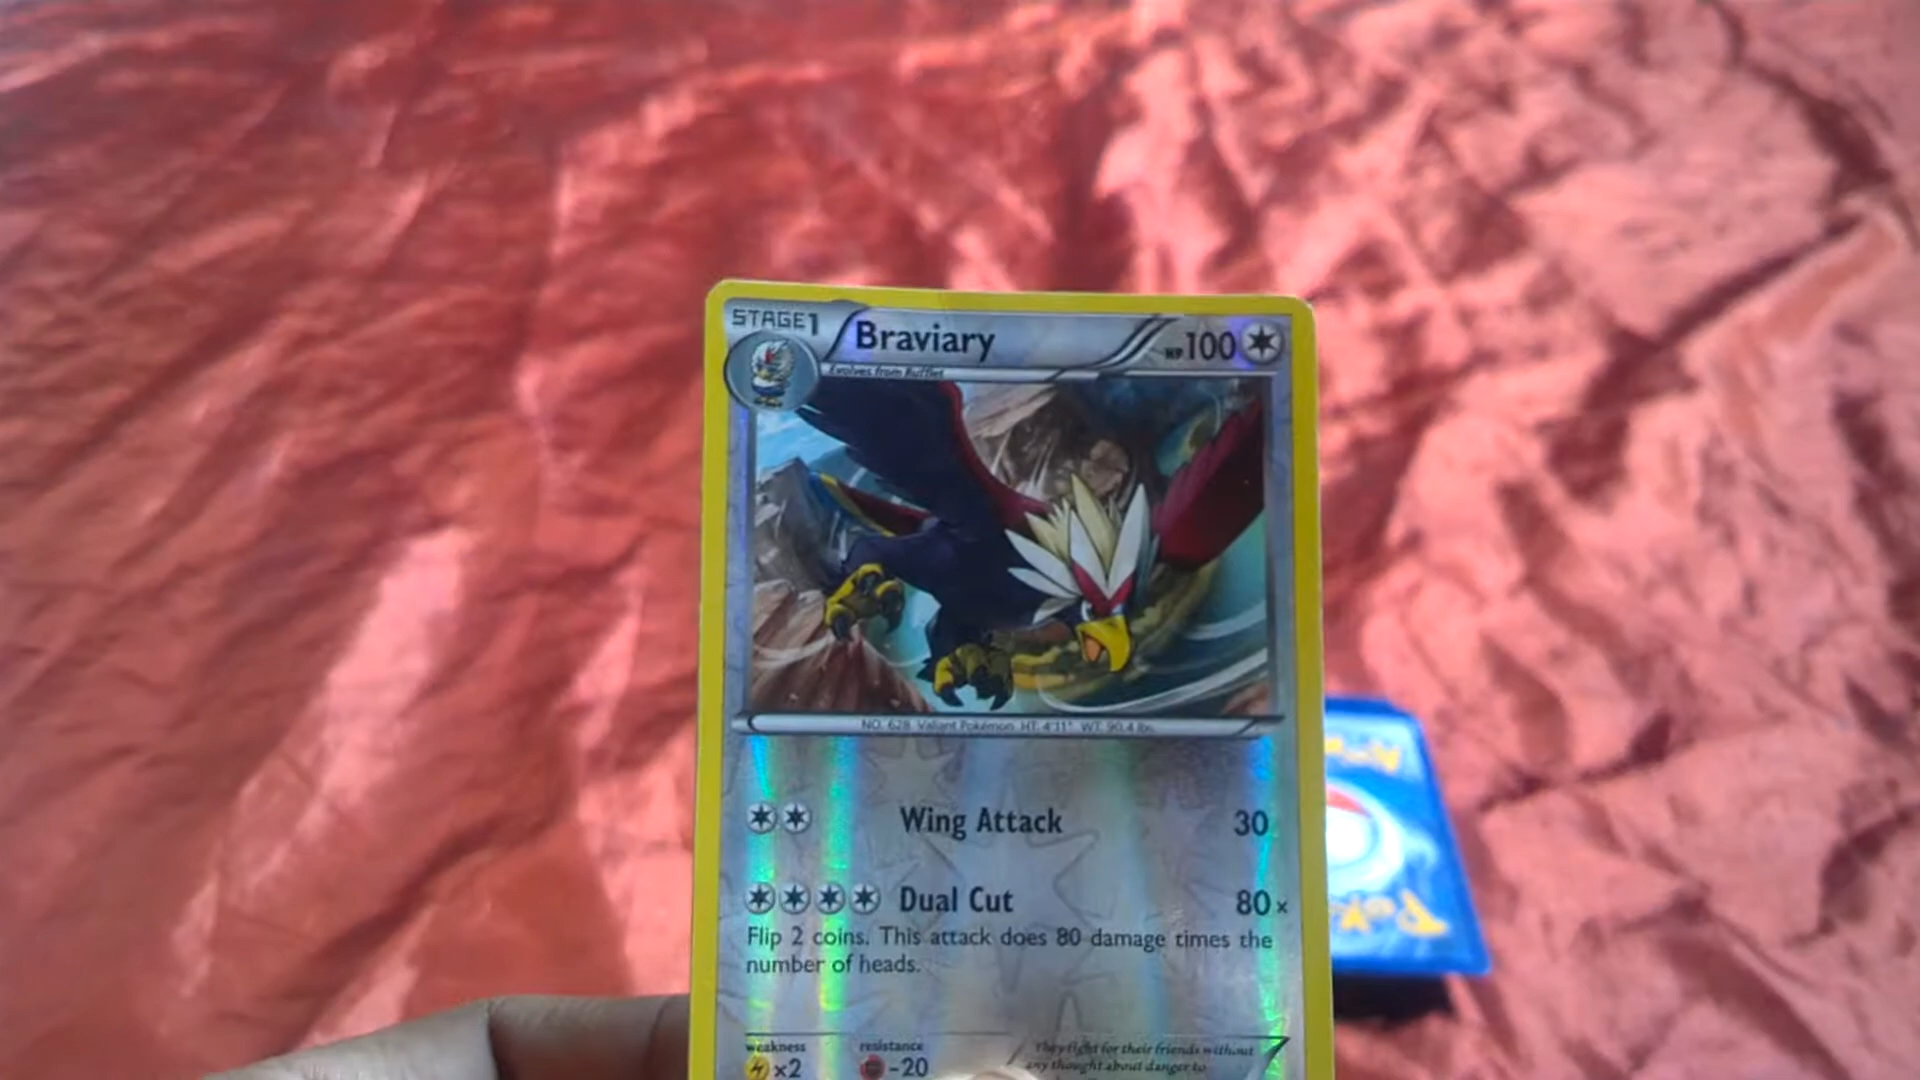 STAGE1 Braviary HP100
Evolves from Rufflet
NO. 628 Valiant Pokémon HT: 4'11" WT: 90.4 lbs.
Wing Attack 30
Dual Cut 80×
Flip 2 coins. This attack does 80 damage times the
number of heads.
weakness resistance
×2 -20
They fight for their friends without
any thought about danger to